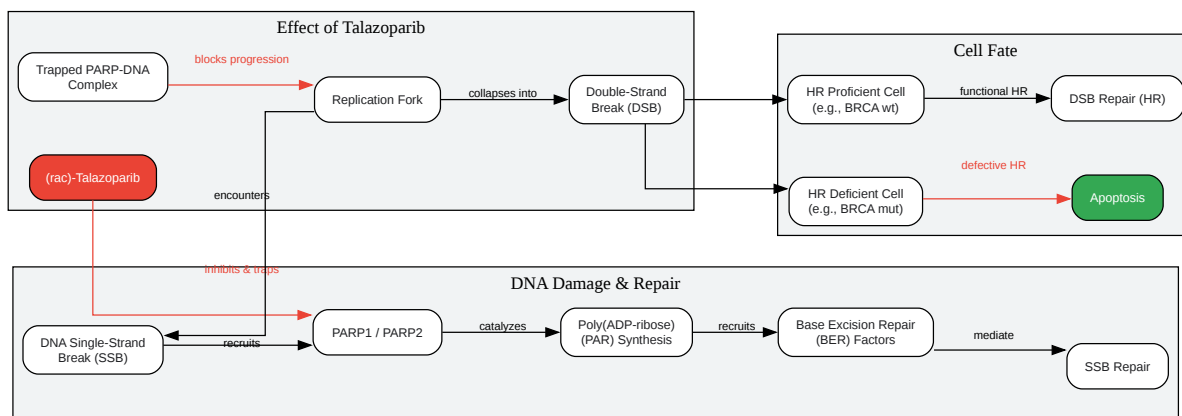 Effect of Talazoparib
Trapped PARP-DNA
Complex
blocks progression
Replication Fork
collapses into
Double-Strand
Break (DSB)
(rac)-Talazoparib
encounters
inhibits & traps
Cell Fate
HR Proficient Cell
(e.g., BRCA wt)
functional HR
DSB Repair (HR)
HR Deficient Cell
(e.g., BRCA mut)
defective HR
Apoptosis
DNA Damage & Repair
DNA Single-Strand
Break (SSB)
recruits
PARP1 / PARP2
catalyzes
Poly(ADP-ribose)
(PAR) Synthesis
recruits
Base Excision Repair
(BER) Factors
mediate
SSB Repair